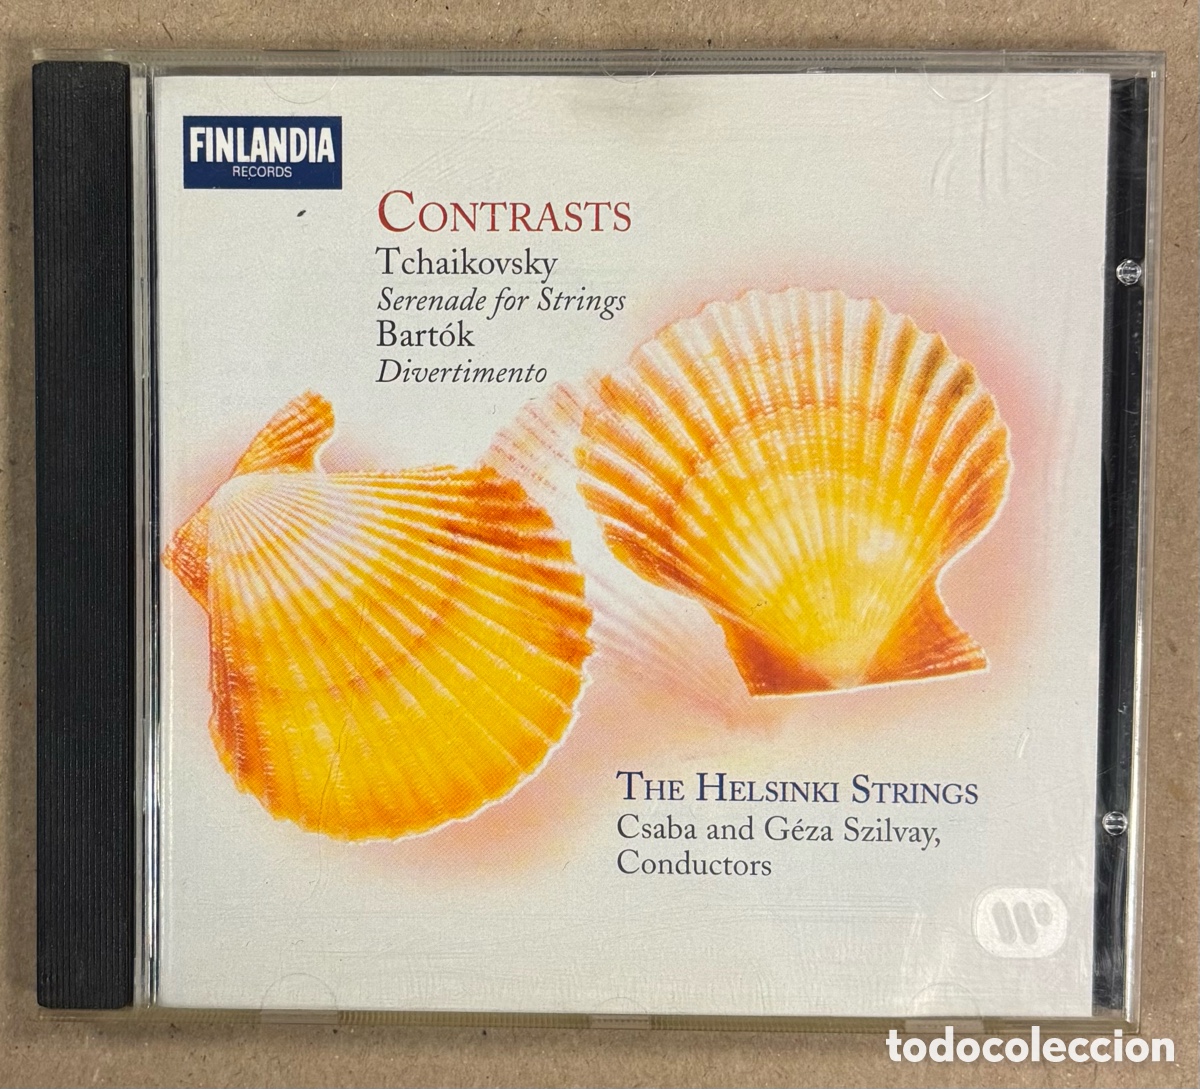 FINLANDIA
RECORDS
CONTRASTS
Tchaikovsky
Serenade for Strings
Bartók
Divertimento
THE HELSINKI STRINGS
Csaba and Géza Szilvay,
Conductors
todocoleccion